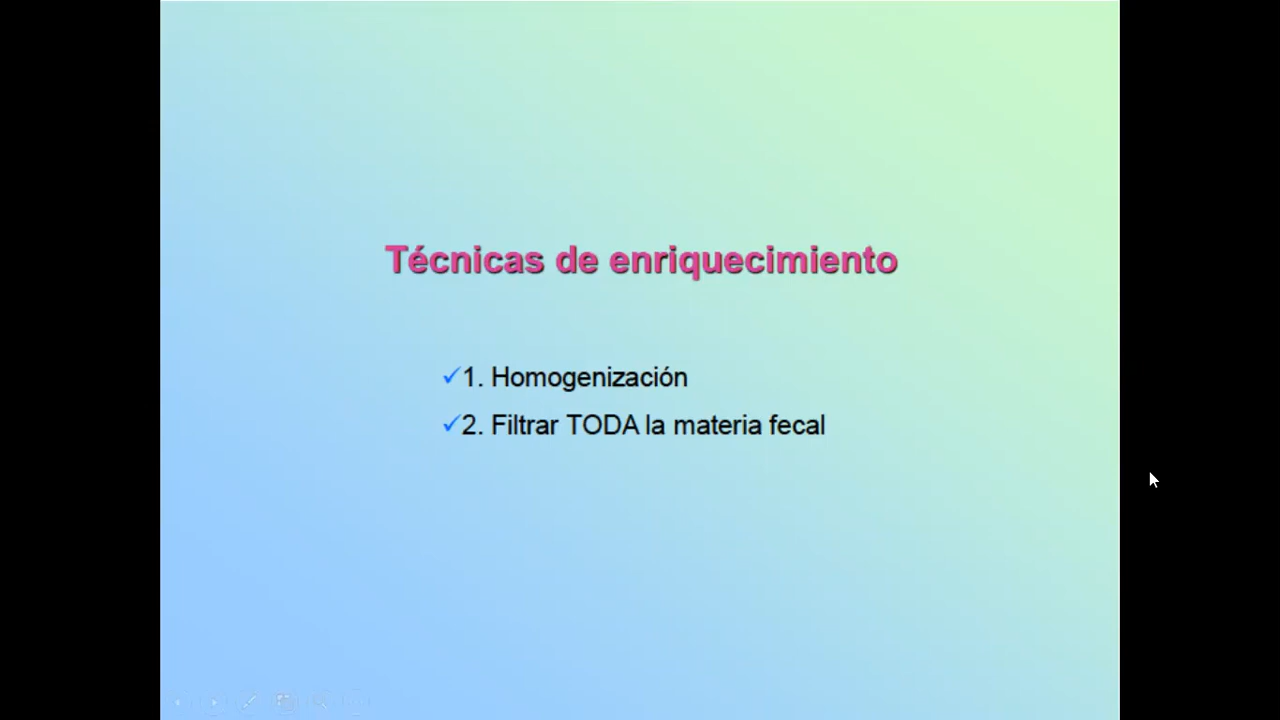 Técnicas de enriquecimiento
✓1. Homogenización
✓2. Filtrar TODA la materia fecal